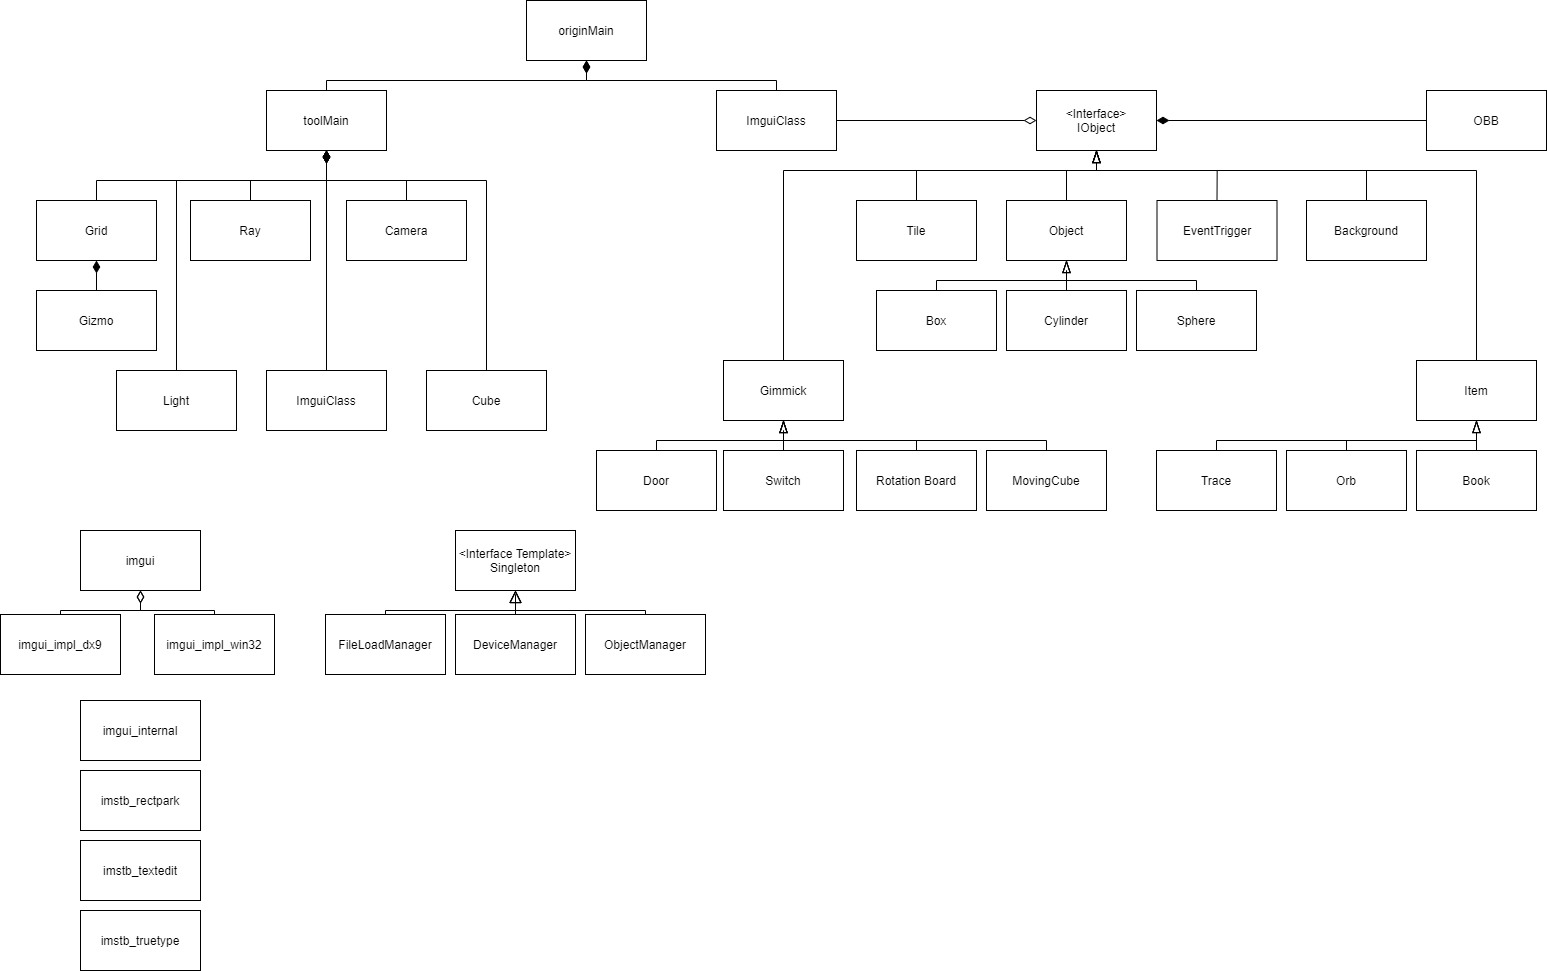 originMain
toolMain
ImguiClass
<Interface>
IObject
OBB
Grid
Ray
Camera
Tile
Object
EventTrigger
Background
Gizmo
Box
Cylinder
Sphere
Light
ImguiClass
Cube
Gimmick
Item
Door
Switch
Rotation Board
MovingCube
Trace
Orb
Book
imgui
<Interface Template>
Singleton
imgui_impl_dx9
imgui_impl_win32
FileLoadManager
DeviceManager
ObjectManager
imgui_internal
imstb_rectpark
imstb_textedit
imstb_truetype